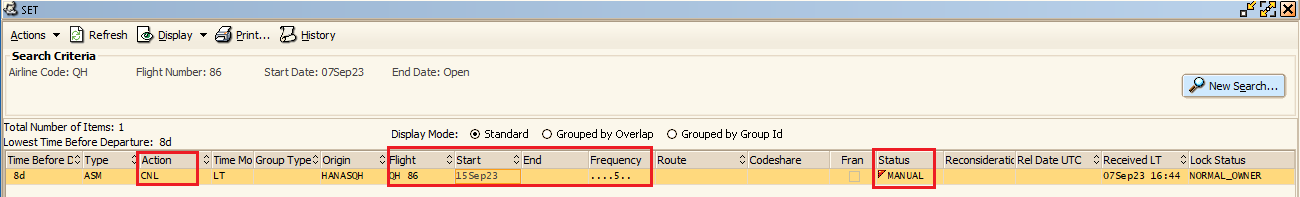 SET
Actions Refresh Display Print... History
Search Criteria
Airline Code: QH Flight Number: 86 Start Date: 07Sep23 End Date: Open
New Search...
Total Number of Items: 1
Display Mode: Standard Grouped by Overlap Grouped by Group Id
Lowest Time Before Departure: 8d
Time Before D Type Action Time Mo Group Type Origin Flight Start End Frequency Route Codeshare Fran Status Reconsideratio Rel Date UTC Received LT Lock Status
8d ASM CNL LT HANASQH QH 86 15Sep23 ....5.. MANUAL 07Sep23 16:44 NORMAL_OWNER